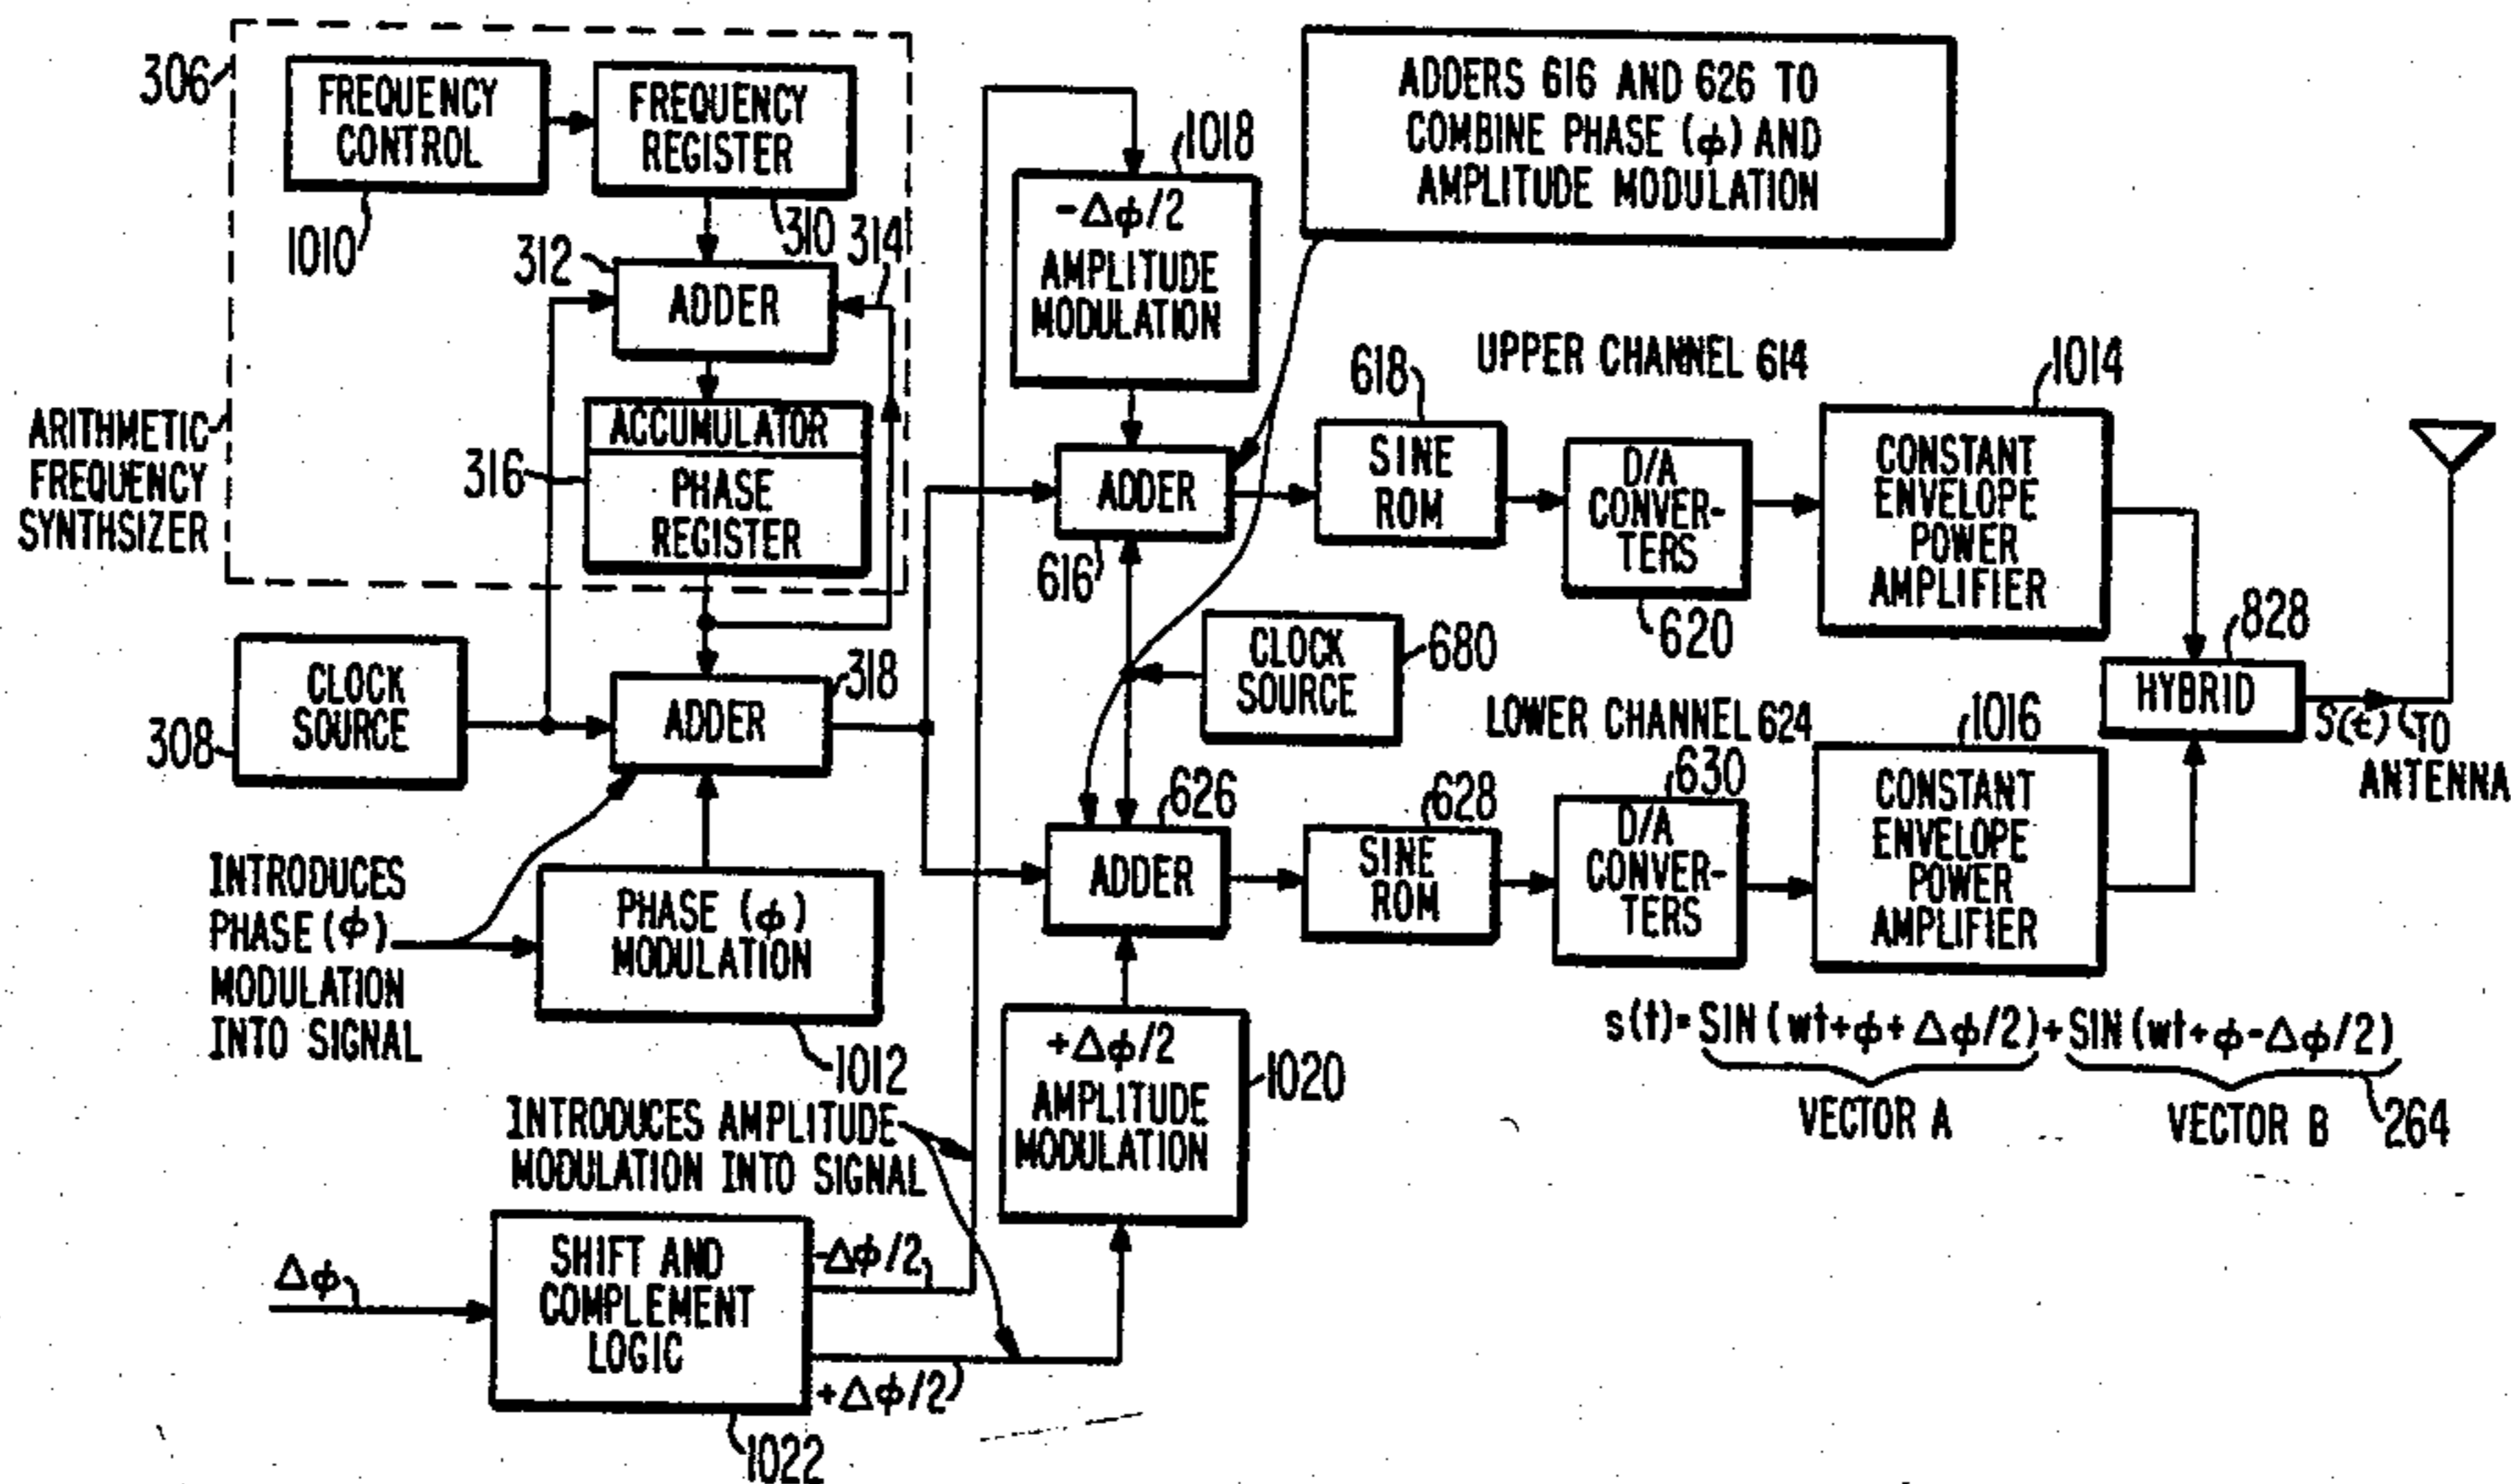 306
FREQUENCY
CONTROL
1010
FREQUENCY
REGISTER
310
314
312
ADDER
ARITHMETIC
FREQUENCY
SYNTHSIZER
316
ACCUMULATOR
PHASE
REGISTER
308
CLOCK
SOURCE
ADDER
318
INTRODUCES
PHASE (ϕ)
MODULATION
INTO SIGNAL
PHASE (ϕ)
MODULATION
1012
INTRODUCES AMPLITUDE
MODULATION INTO SIGNAL
Δϕ
SHIFT AND
COMPLEMENT
LOGIC
1022
-Δϕ/2
+Δϕ/2
1018
-Δϕ/2
AMPLITUDE
MODULATION
ADDERS 616 AND 626 TO
COMBINE PHASE (ϕ) AND
AMPLITUDE MODULATION
ADDER
616
CLOCK
SOURCE
680
626
ADDER
+Δϕ/2
AMPLITUDE
MODULATION
1020
UPPER CHANNEL 614
618
SINE
ROM
D/A
CONVER-
TERS
620
1014
CONSTANT
ENVELOPE
POWER
AMPLIFIER
LOWER CHANNEL 624
628
SINE
ROM
630
D/A
CONVER-
TERS
1016
CONSTANT
ENVELOPE
POWER
AMPLIFIER
828
HYBRID
S(t)
TO
ANTENNA
s(t)=SIN(wt+ϕ+Δϕ/2)+SIN(wt+ϕ-Δϕ/2)
VECTOR A
VECTOR B
264